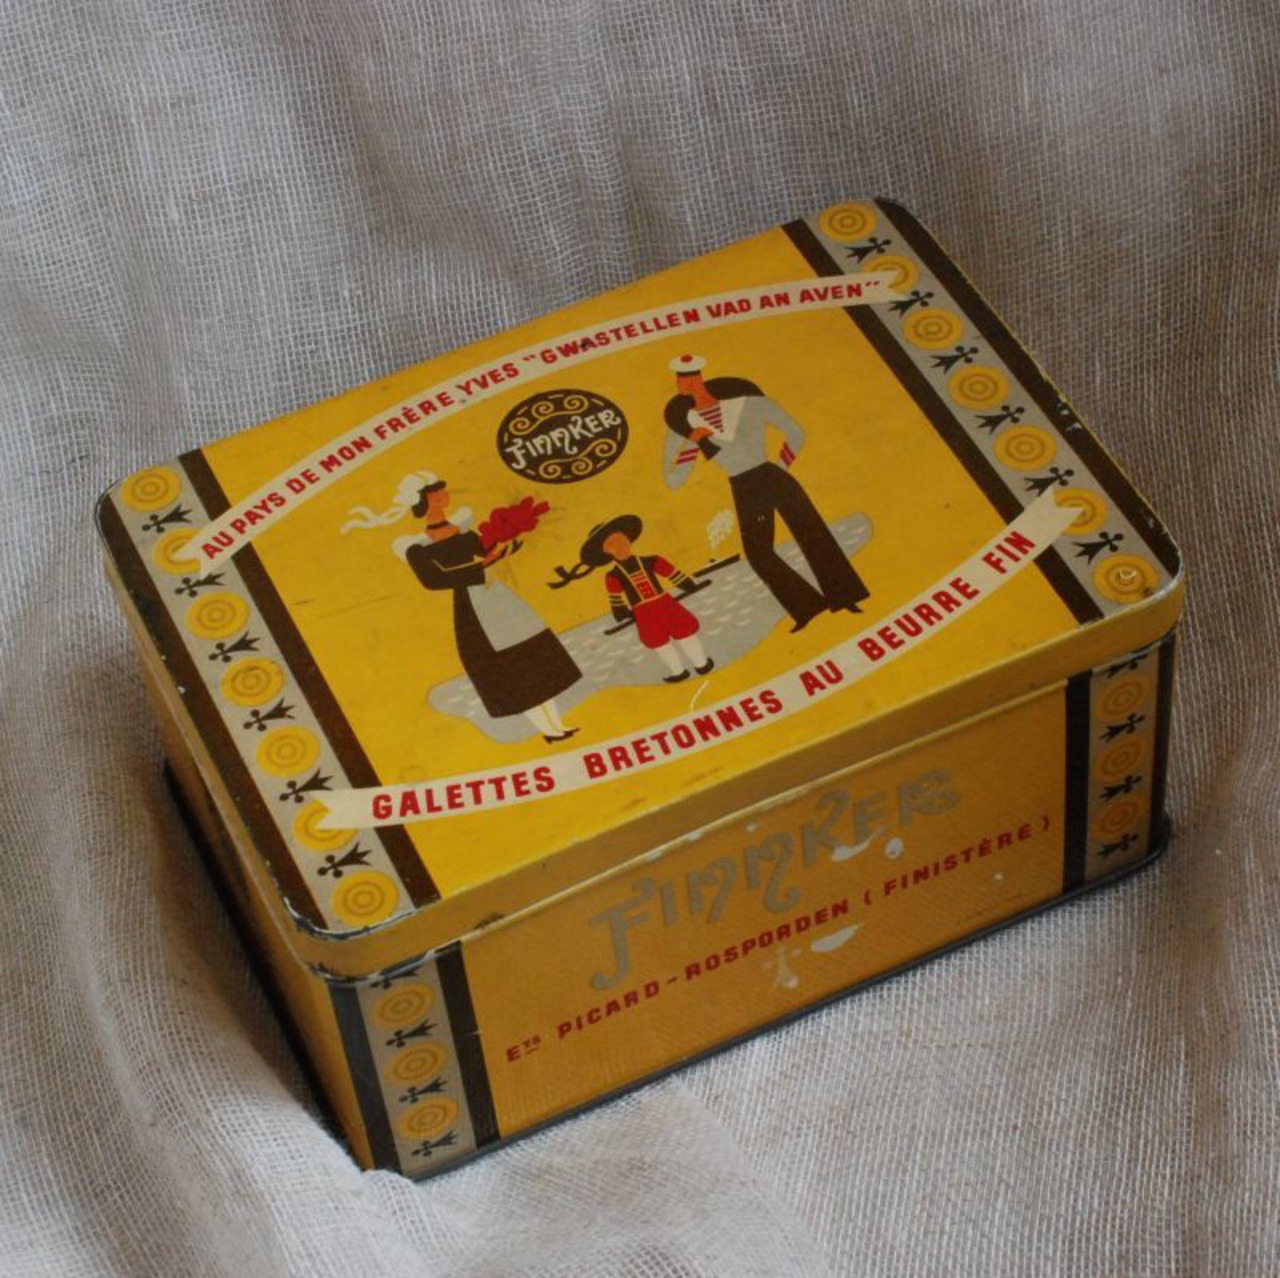 AU PAYS DE MON FRÈRE YVES "GWASTELLEN VAD AN AVEN"
FINNKER
GALETTES BRETONNES AU BEURRE FIN
FINNKER
ETS PICARD - ROSPORDEN (FINISTÈRE)